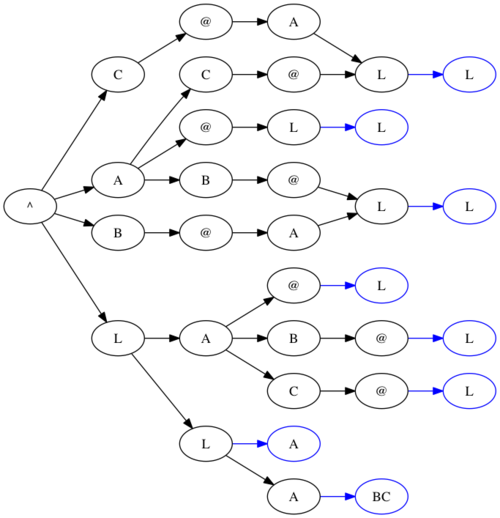 @ A
C C @ L L
@ L L
A B @
^ L L
B @ A
@ L
L A B @ L
C @ L
L A
A BC